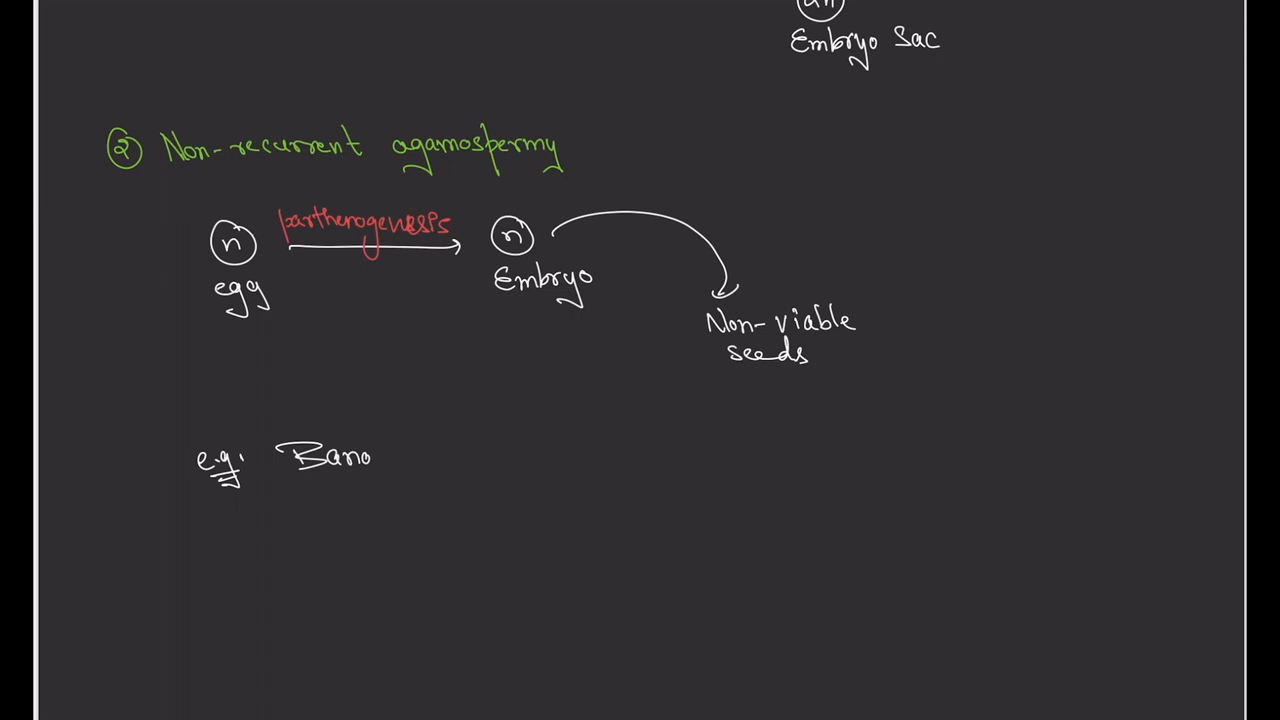 Embryo Sac
② Non-recurrent agamospermy
n parthenogenesis n
egg Embryo
Non-viable
seeds
e.g. Bano